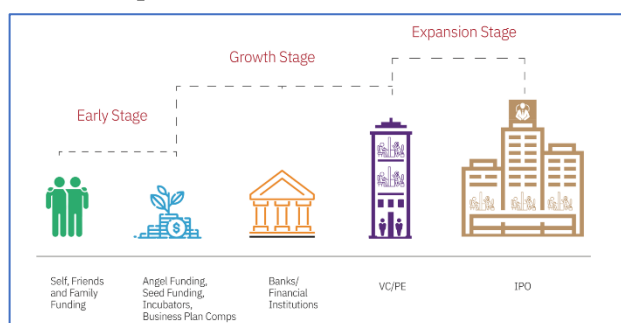 Expansion Stage
Growth Stage
Early Stage
Self, Friends
and Family
Funding
Angel Funding,
Seed Funding,
Incubators,
Business Plan Comps
Banks/
Financial
Institutions
VC/PE
IPO